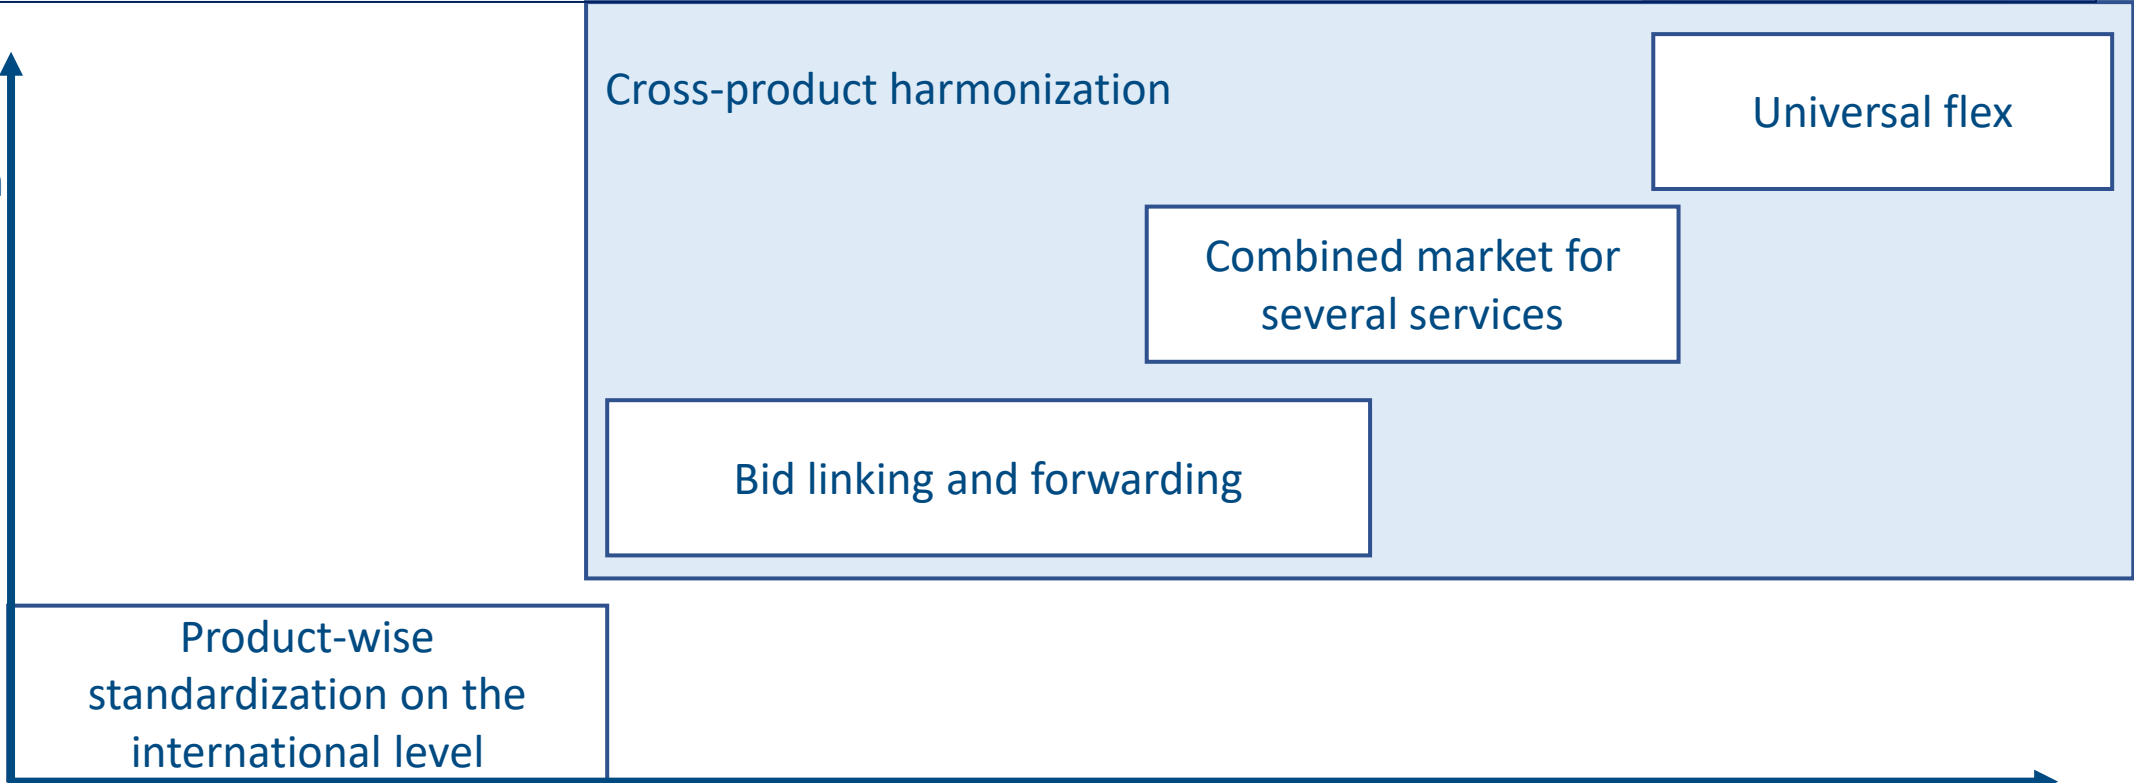 Cross-product harmonization
Universal flex
Combined market for
several services
Bid linking and forwarding
Product-wise
standardization on the
international level